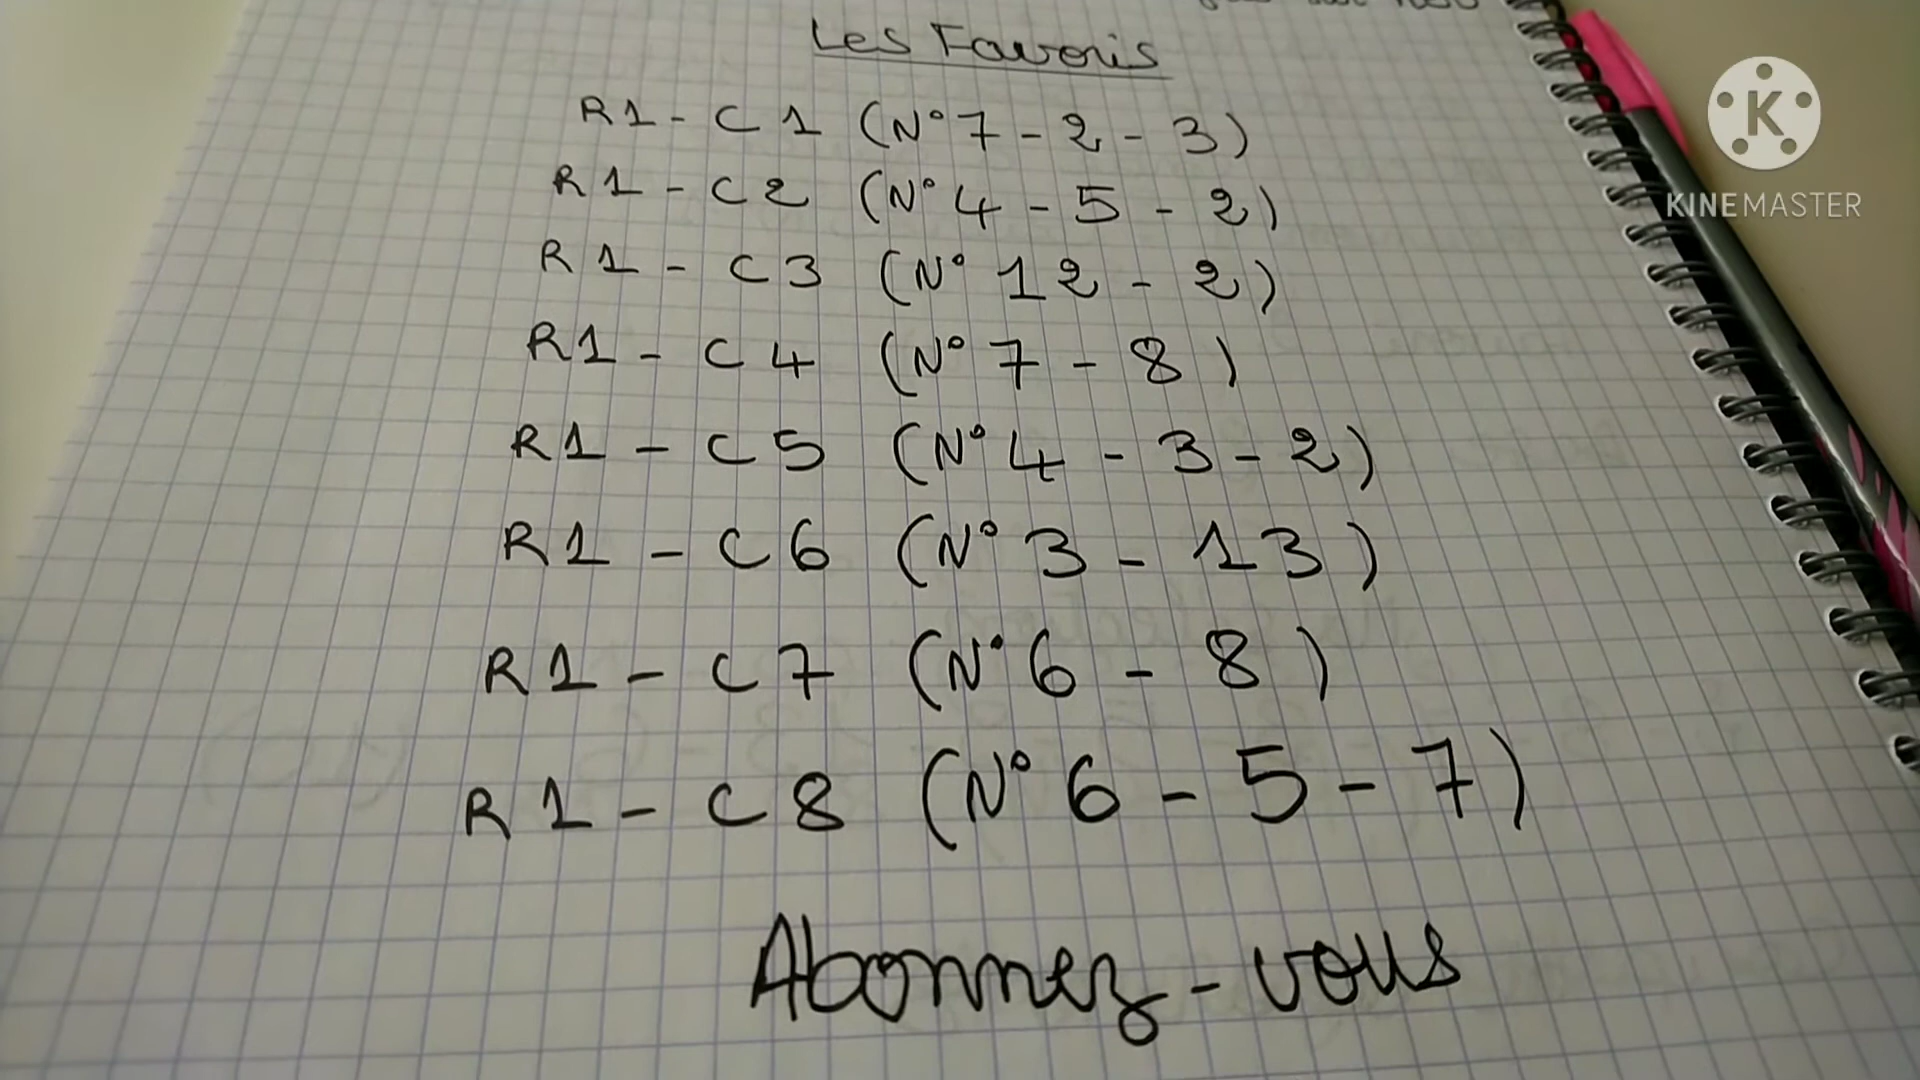 Les Favoris
R1 - C1 (N°7 - 2 - 3)
R1 - C2 (N°4 - 5 - 2)
R1 - C3 (N° 12 - 2)
R1 - C4 (N° 7 - 8)
R1 - C5 (N°4 - 3 - 2)
R1 - C6 (N° 3 - 13)
R1 - C7 (N°6 - 8)
R1 - C8 (N° 6 - 5 - 7)
Abonnez-vous
K
KINEMASTER